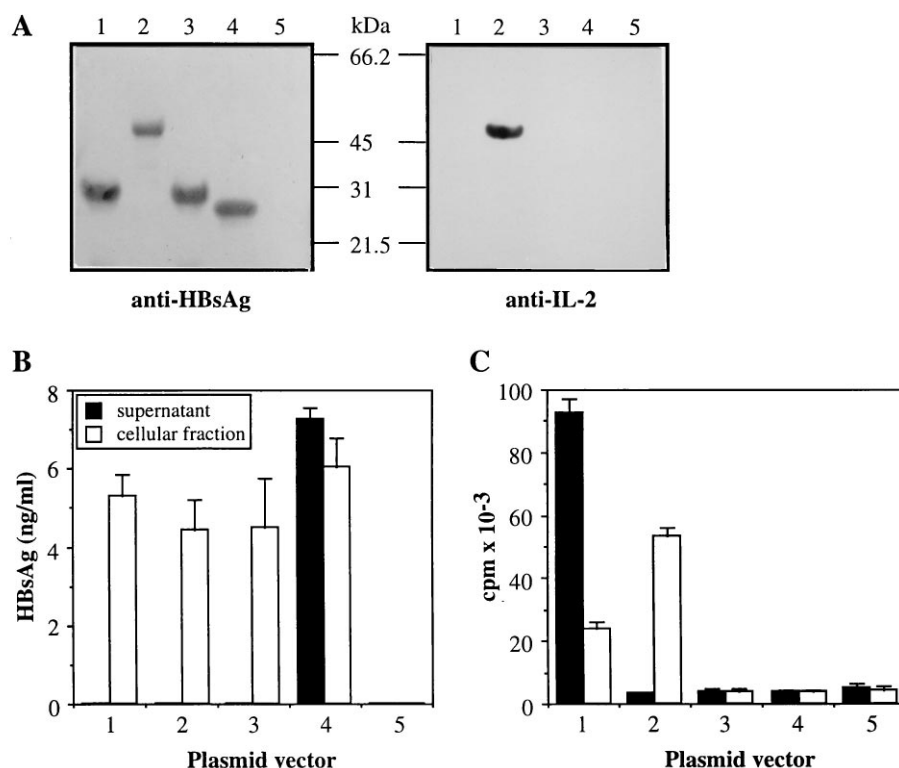 A
1 2 3 4 5 kDa 1 2 3 4 5
66.2
45
31
21.5
anti-HBsAg anti-IL-2
B
8
6
4
2
0
HBsAg (ng/ml)
supernatant
cellular fraction
1 2 3 4 5
Plasmid vector
C
100
80
60
40
20
0
cpm x 10-3
1 2 3 4 5
Plasmid vector